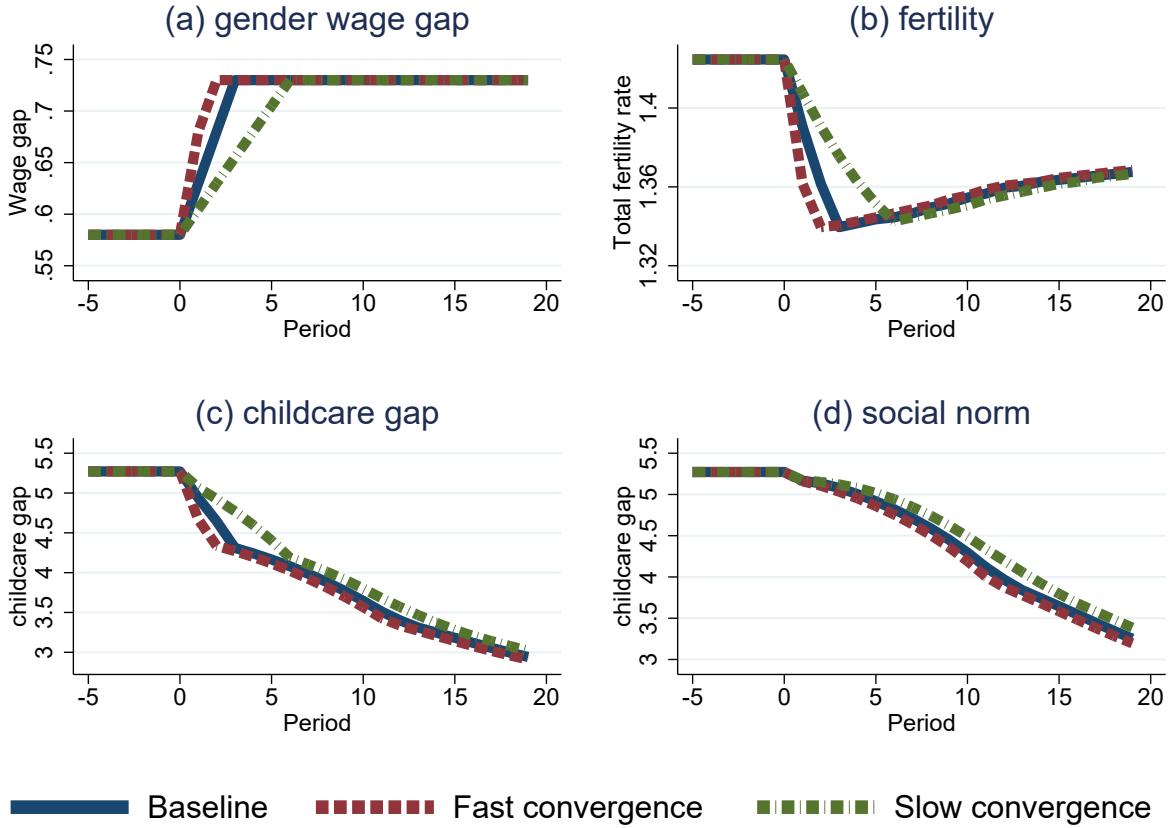 (a) gender wage gap
Wage gap
.55 .6 .65 .7 .75
-5 0 5 10 15 20
Period
(b) fertility
Total fertility rate
1.32 1.36 1.4
-5 0 5 10 15 20
Period
(c) childcare gap
childcare gap
3 3.5 4 4.5 5 5.5
-5 0 5 10 15 20
Period
(d) social norm
childcare gap
3 3.5 4 4.5 5 5.5
-5 0 5 10 15 20
Period
Baseline Fast convergence Slow convergence